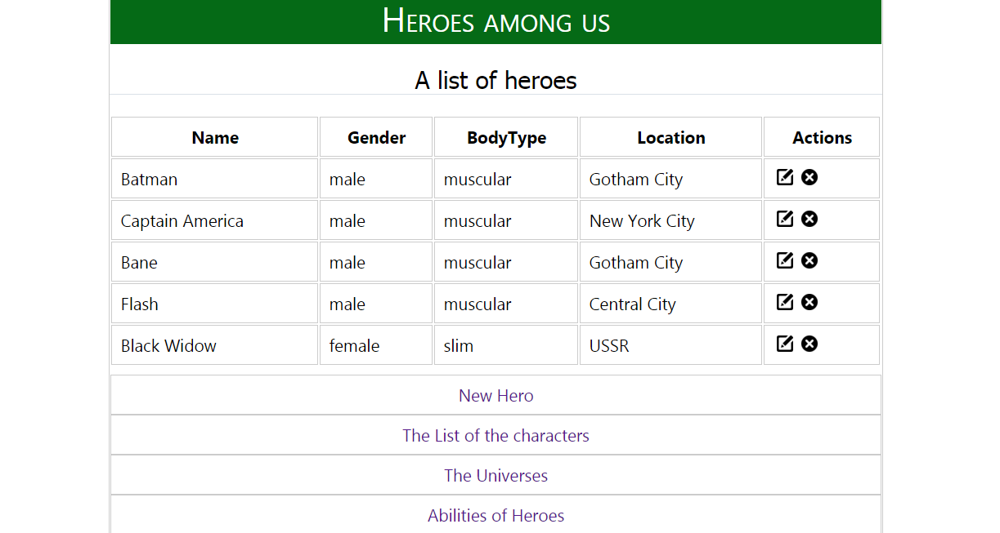 Heroes among us
A list of heroes
Name Gender BodyType Location Actions
Batman male muscular Gotham City
Captain America male muscular New York City
Bane male muscular Gotham City
Flash male muscular Central City
Black Widow female slim USSR
New Hero
The List of the characters
The Universes
Abilities of Heroes